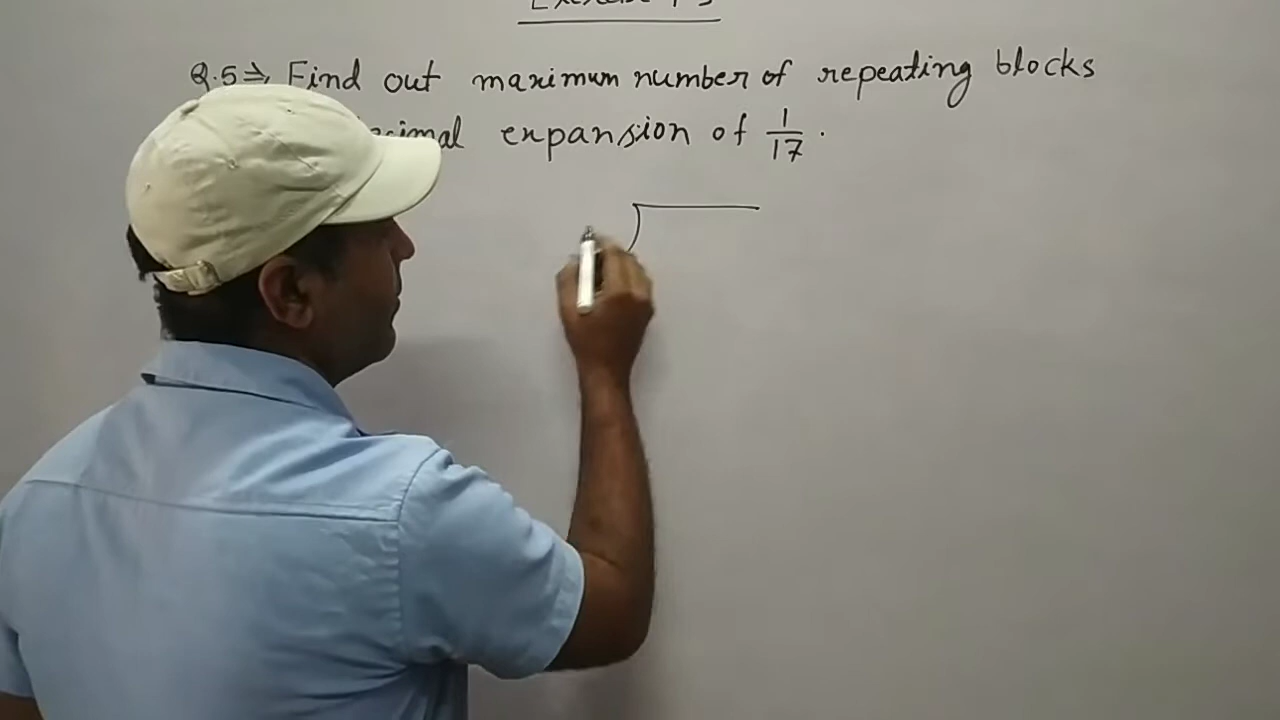 Q.5⇒ Find out maximum number of repeating blocks
expansion of 1/17.